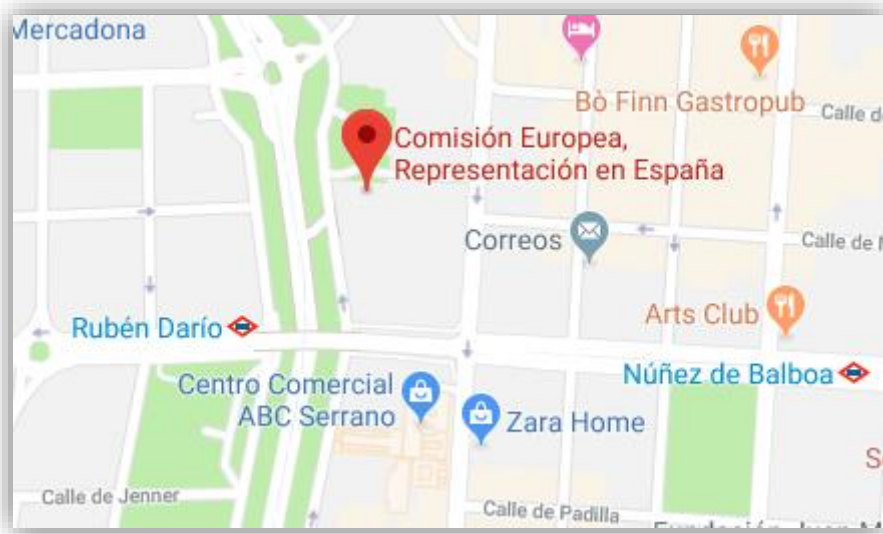 Mercadona
Bò Finn Gastropub
Calle d
Comisión Europea,
Representación en España
Correos
Calle de
Arts Club
Rubén Darío
Núñez de Balboa
Centro Comercial
ABC Serrano
Zara Home
S
Calle de Jenner
Calle de Padilla